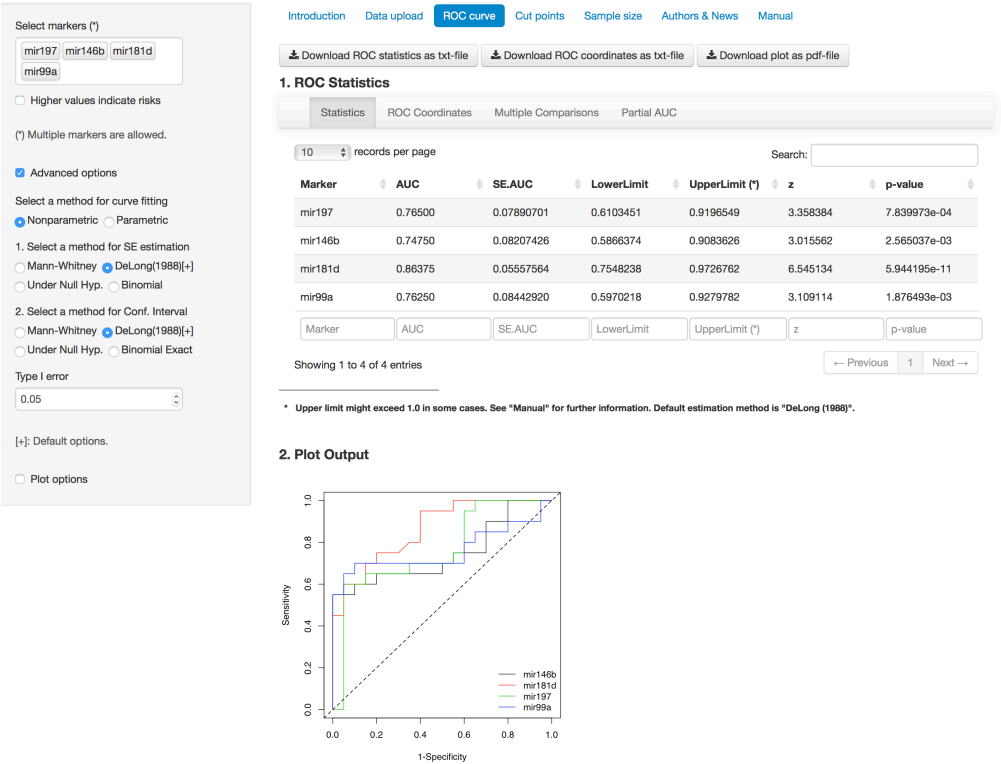 Introduction Data upload ROC curve Cut points Sample size Authors & News Manual
Select markers (*)
mir197 mir146b mir181d
mir99a
Higher values indicate risks
(*) Multiple markers are allowed.
Advanced options
Select a method for curve fitting
Nonparametric Parametric
1. Select a method for SE estimation
Mann-Whitney DeLong(1988)[+]
Under Null Hyp. Binomial
2. Select a method for Conf. Interval
Mann-Whitney DeLong(1988)[+]
Under Null Hyp. Binomial Exact
Type I error
0.05
[+]: Default options.
Plot options
Download ROC statistics as txt-file Download ROC coordinates as txt-file Download plot as pdf-file
1. ROC Statistics
Statistics ROC Coordinates Multiple Comparisons Partial AUC
10 records per page Search:
Marker AUC SE.AUC LowerLimit UpperLimit (*) z p-value
mir197 0.76500 0.07890701 0.6103451 0.9196549 3.358384 7.839973e-04
mir146b 0.74750 0.08207426 0.5866374 0.9083626 3.015562 2.565037e-03
mir181d 0.86375 0.05557564 0.7548238 0.9726762 6.545134 5.944195e-11
mir99a 0.76250 0.08442920 0.5970218 0.9279782 3.109114 1.876493e-03
Marker AUC SE.AUC LowerLimit UpperLimit (*) z p-value
Showing 1 to 4 of 4 entries
← Previous 1 Next →
* Upper limit might exceed 1.0 in some cases. See "Manual" for further information. Default estimation method is "DeLong (1988)".
2. Plot Output
Sensitivity
1.0
0.8
0.6
0.4
0.2
0.0
mir146b
mir181d
mir197
mir99a
0.0 0.2 0.4 0.6 0.8 1.0
1-Specificity